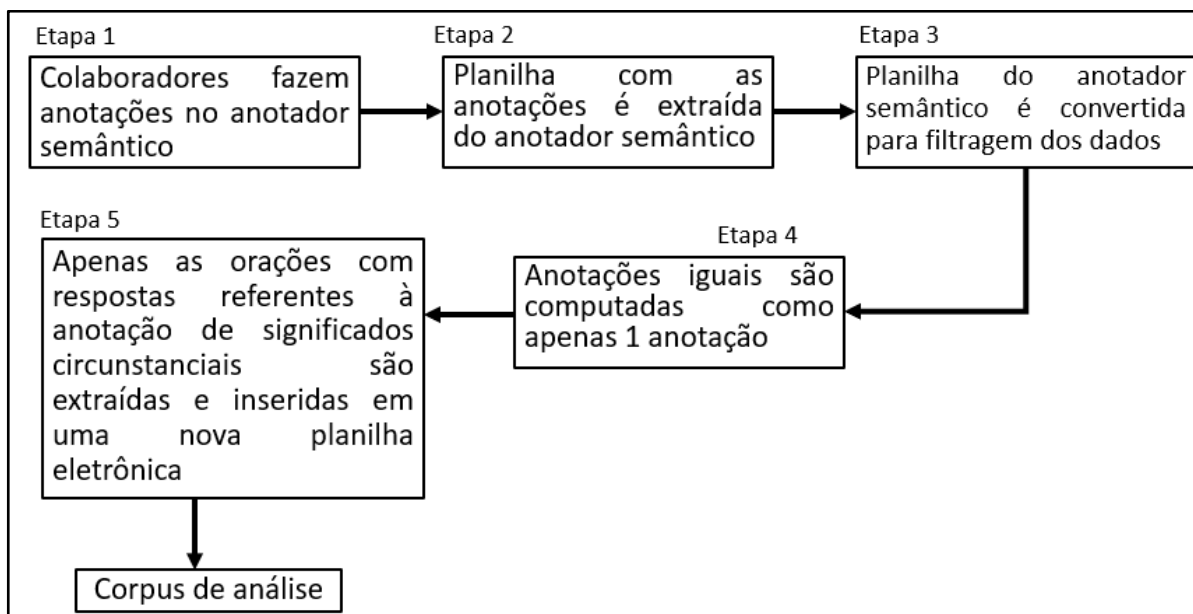 Etapa 1
Colaboradores fazem
anotações no anotador
semântico
Etapa 2
Planilha com as
anotações é extraída
do anotador semântico
Etapa 3
Planilha do anotador
semântico é convertida
para filtragem dos dados
Etapa 4
Anotações iguais são
computadas como
apenas 1 anotação
Etapa 5
Apenas as orações com
respostas referentes à
anotação de significados
circunstanciais são
extraídas e inseridas em
uma nova planilha
eletrônica
Corpus de análise